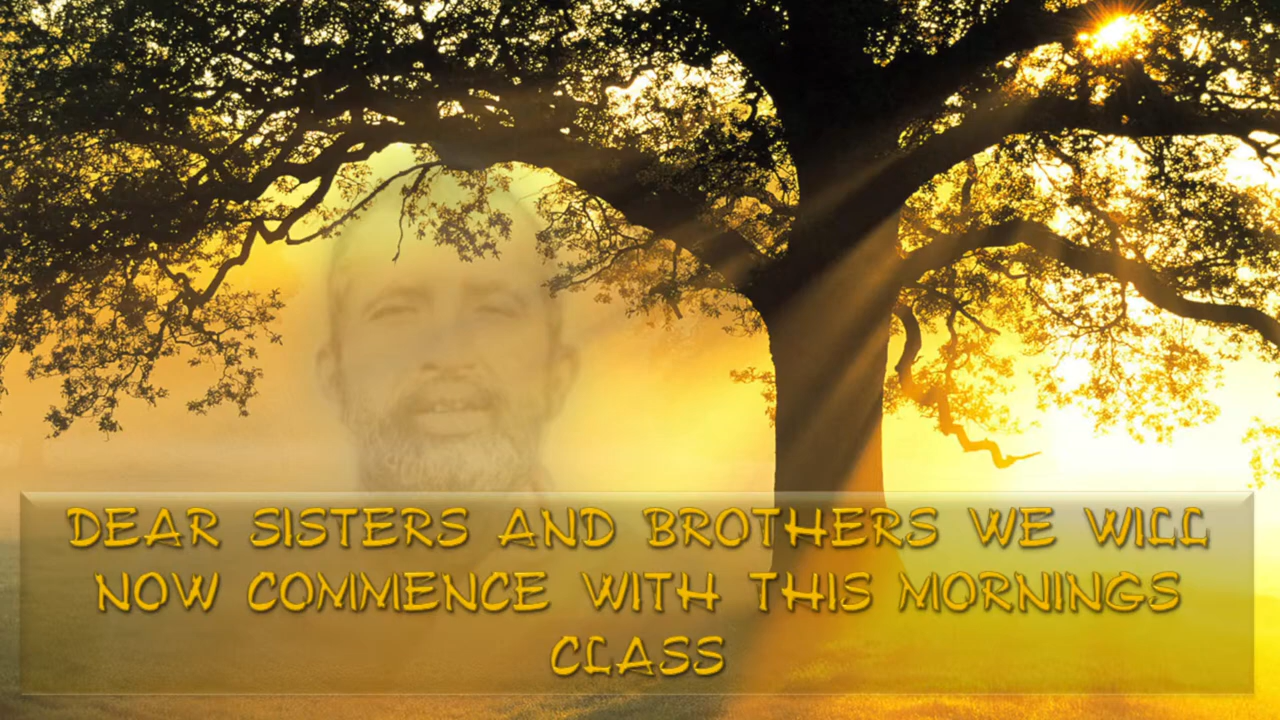 DEAR SISTERS AND BROTHERS WE WILL
NOW COMMENCE WITH THIS MORNINGS
CLASS